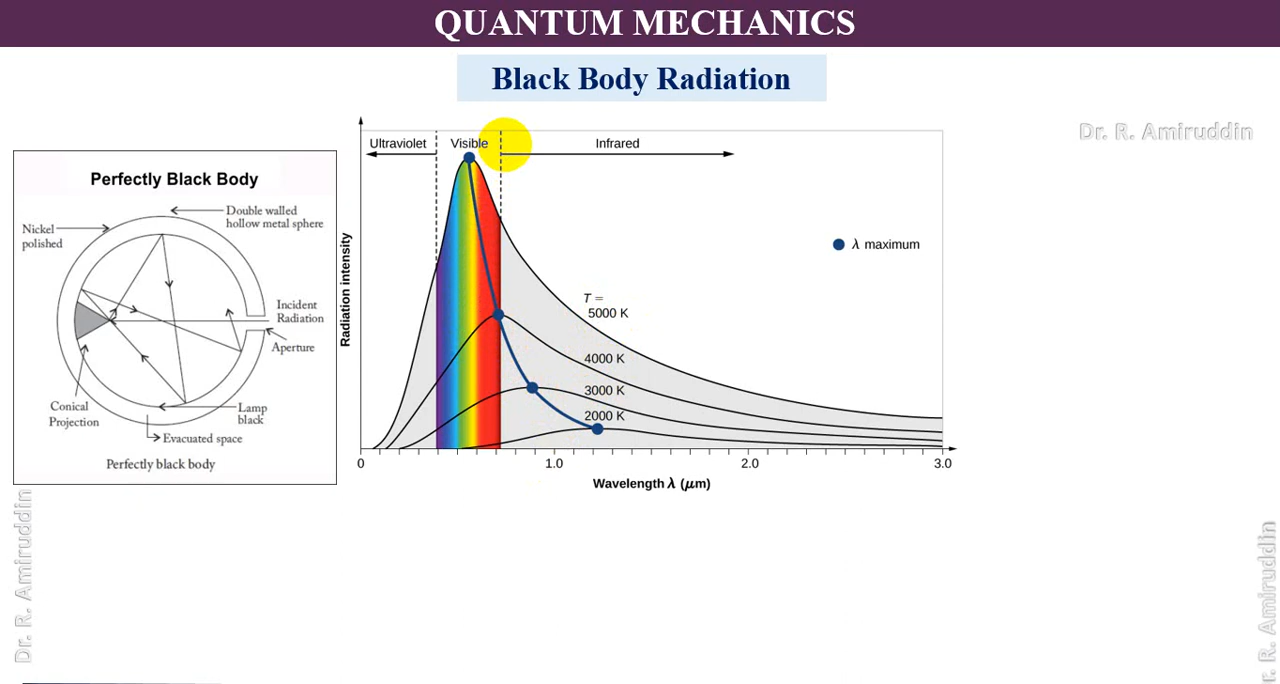 QUANTUM MECHANICS
Black Body Radiation
Dr. R. Amiruddin
Perfectly Black Body
Double walled
hollow metal sphere
Nickel
polished
Incident
Radiation
Aperture
Conical
Projection
Lamp
black
Evacuated space
Perfectly black body
Ultraviolet
Visible
Infrared
λ maximum
T =
5000 K
4000 K
3000 K
2000 K
Radiation intensity
0
1.0
2.0
3.0
Wavelength λ (μm)
Dr. R. Amiruddin
r. R. Amiruddin